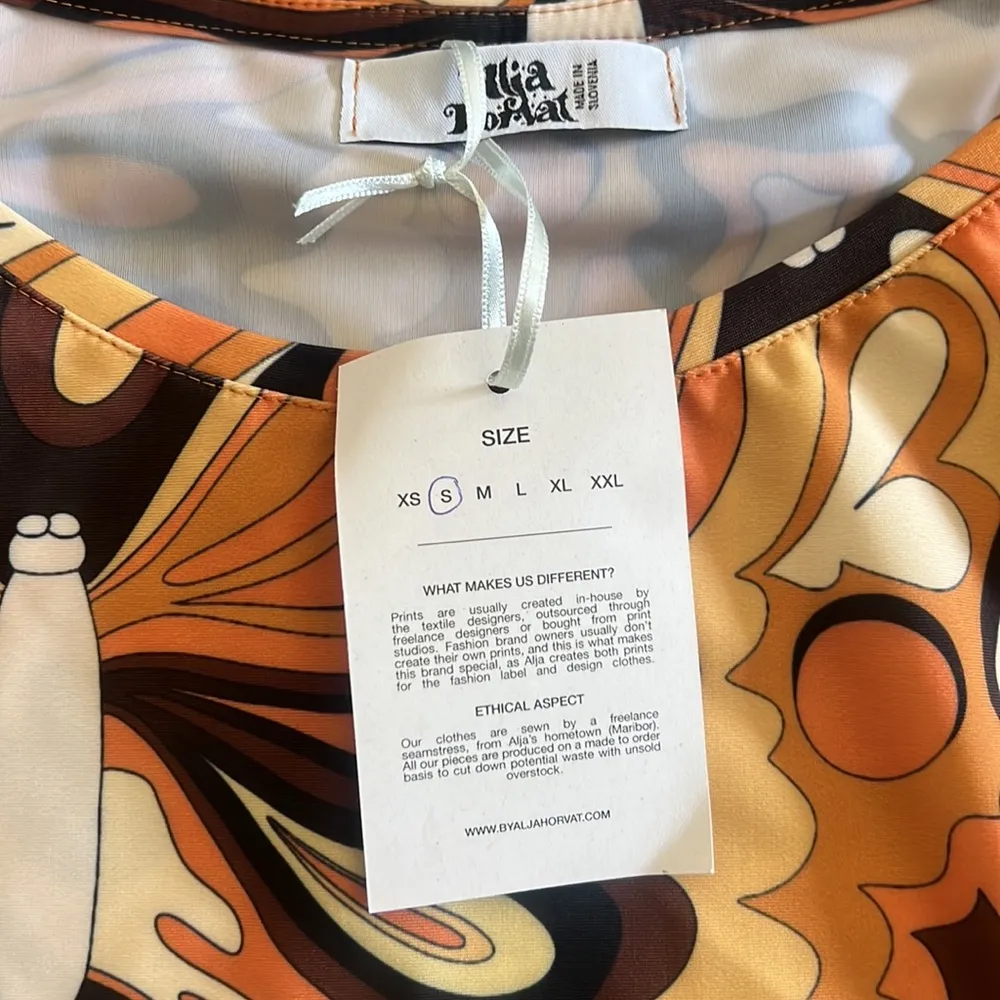 Alja
Horvat
MADE IN
SLOVENIA
SIZE
XS S M L XL XXL
WHAT MAKES US DIFFERENT?
Prints are usually created in-house by
the textile designers, outsourced through
freelance designers or bought from print
studios. Fashion brand owners usually don't
create their own prints, and this is what makes
this brand special, as Alja creates both prints
for the fashion label and design clothes.
ETHICAL ASPECT
Our clothes are sewn by a freelance
seamstress, from Alja's hometown (Maribor).
All our pieces are produced on a made to order
basis to cut down potential waste with unsold
overstock.
WWW.BYALJAHORVAT.COM